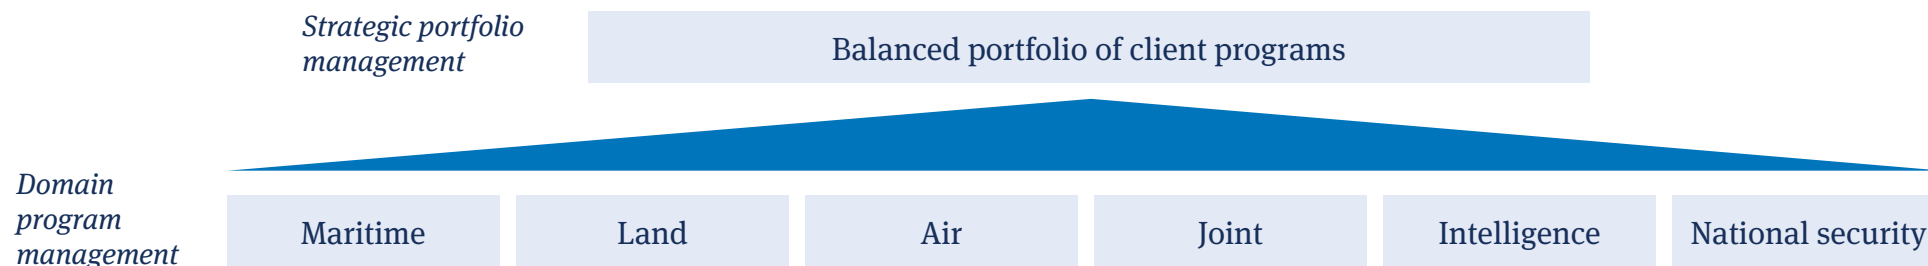 Strategic portfolio
management
Balanced portfolio of client programs
Domain
program
management
Maritime
Land
Air
Joint
Intelligence
National security